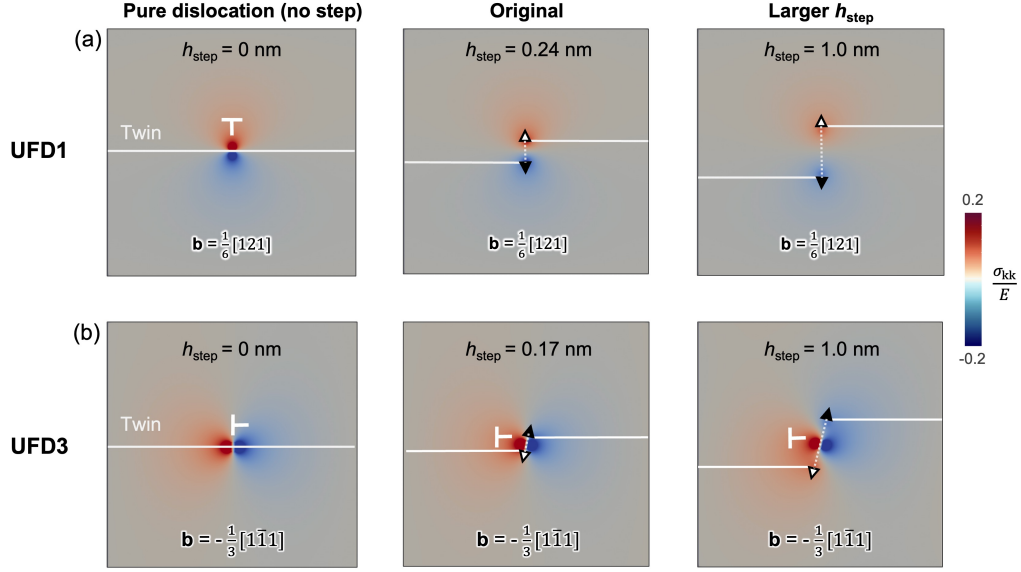 Pure dislocation (no step) Original Larger h_step
(a)
h_step = 0 nm h_step = 0.24 nm h_step = 1.0 nm
Twin
UFD1
b = 1/6 [121] b = 1/6 [121] b = 1/6 [121]
0.2
σ_kk/E
-0.2
(b)
h_step = 0 nm h_step = 0.17 nm h_step = 1.0 nm
Twin
UFD3
b = - 1/3 [11̅1] b = - 1/3 [11̅1] b = - 1/3 [11̅1]